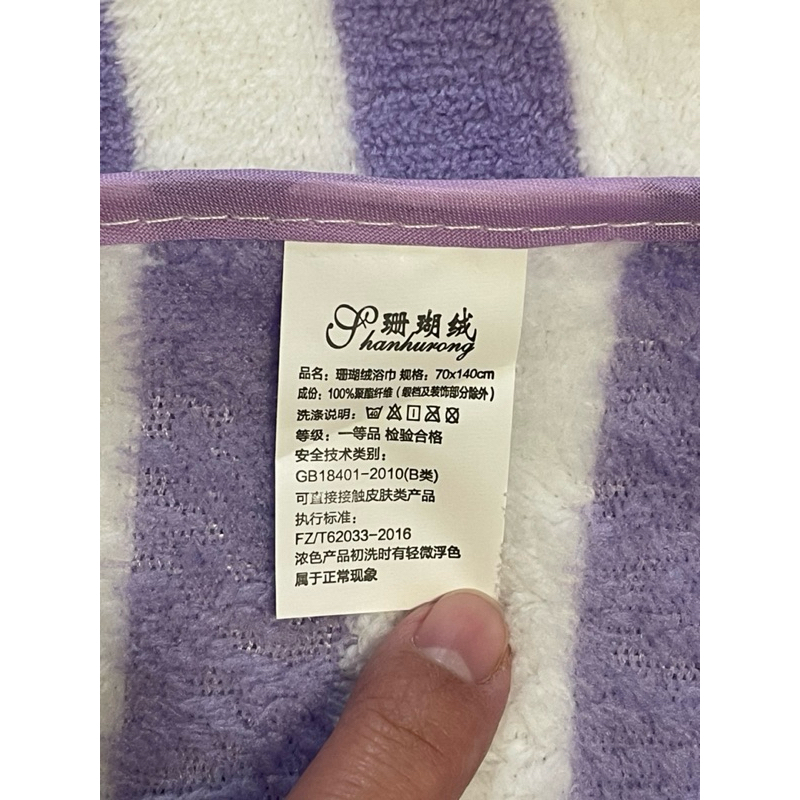 珊瑚绒
Shanhurong
品名：珊瑚绒浴巾 规格：70x140cm
成份：100%聚酯纤维（缎档及装饰部分除外）
洗涤说明：
等级：一等品 检验合格
安全技术类别：
GB18401-2010(B类)
可直接接触皮肤类产品
执行标准：
FZ/T62033-2016
浓色产品初洗时有轻微浮色
属于正常现象